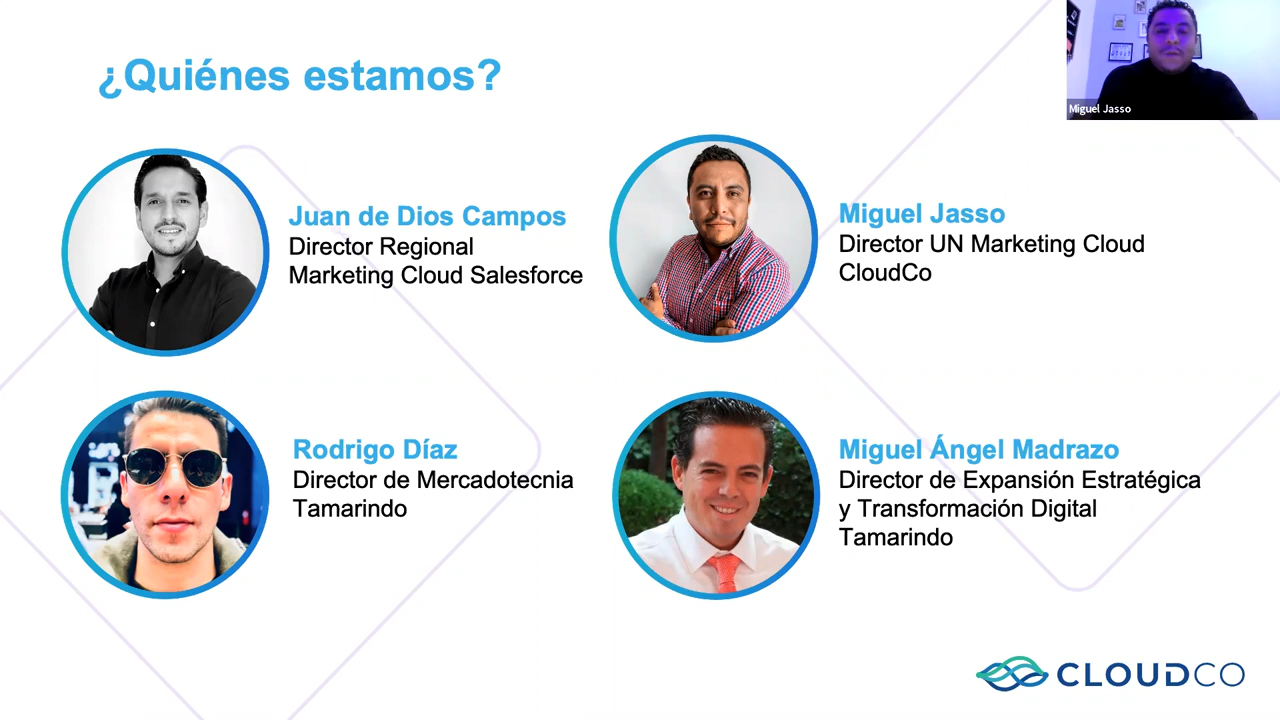 ¿Quiénes estamos?
Miguel Jasso
Juan de Dios Campos
Director Regional
Marketing Cloud Salesforce
Miguel Jasso
Director UN Marketing Cloud
CloudCo
Rodrigo Díaz
Director de Mercadotecnia
Tamarindo
Miguel Ángel Madrazo
Director de Expansión Estratégica
y Transformación Digital
Tamarindo
CLOUDCO